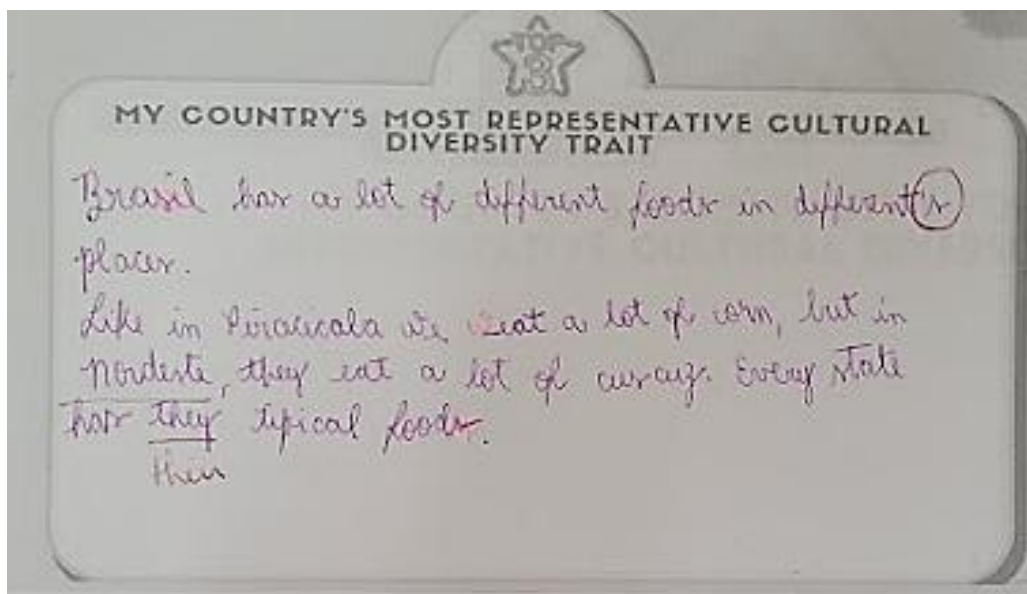 TOP
3
MY COUNTRY'S MOST REPRESENTATIVE CULTURAL
DIVERSITY TRAIT
Brasil has a lot of different foods in different's
places.
Like in Piracicaba we eat a lot of corn, but in
nordeste, they eat a lot of cuscuz. Every state
has they tipical foods.
their